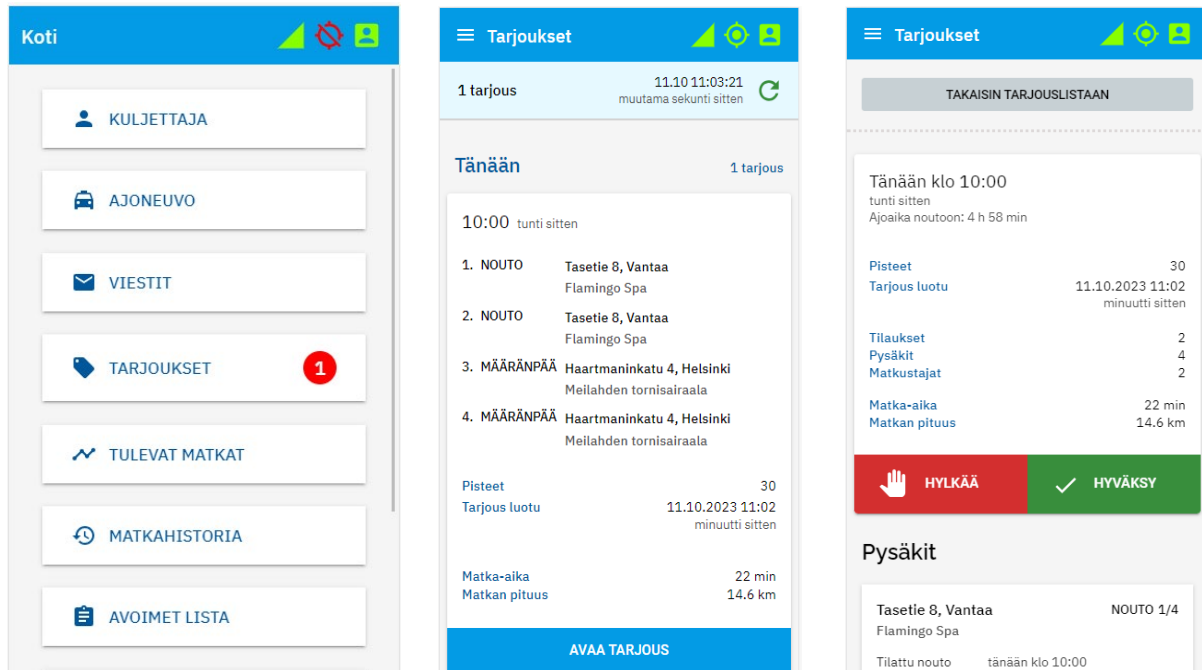 Koti
KULJETTAJA
AJONEUVO
VIESTIT
TARJOUKSET 1
TULEVAT MATKAT
MATKAHISTORIA
AVOIMET LISTA
Tarjoukset
1 tarjous 11.10 11:03:21
muutama sekunti sitten
Tänään 1 tarjous
10:00 tunti sitten
1. NOUTO Tasetie 8, Vantaa
Flamingo Spa
2. NOUTO Tasetie 8, Vantaa
Flamingo Spa
3. MÄÄRÄNPÄÄ Haartmaninkatu 4, Helsinki
Meilahden tornisairaala
4. MÄÄRÄNPÄÄ Haartmaninkatu 4, Helsinki
Meilahden tornisairaala
Pisteet 30
Tarjous luotu 11.10.2023 11:02
minuutti sitten
Matka-aika 22 min
Matkan pituus 14.6 km
AVAA TARJOUS
Tarjoukset
TAKAISIN TARJOUSLISTAAN
Tänään klo 10:00
tunti sitten
Ajoaika noutoon: 4 h 58 min
Pisteet 30
Tarjous luotu 11.10.2023 11:02
minuutti sitten
Tilaukset 2
Pysäkit 4
Matkustajat 2
Matka-aika 22 min
Matkan pituus 14.6 km
HYLKÄÄ HYVÄKSY
Pysäkit
Tasetie 8, Vantaa NOUTO 1/4
Flamingo Spa
Tilattu nouto tänään klo 10:00